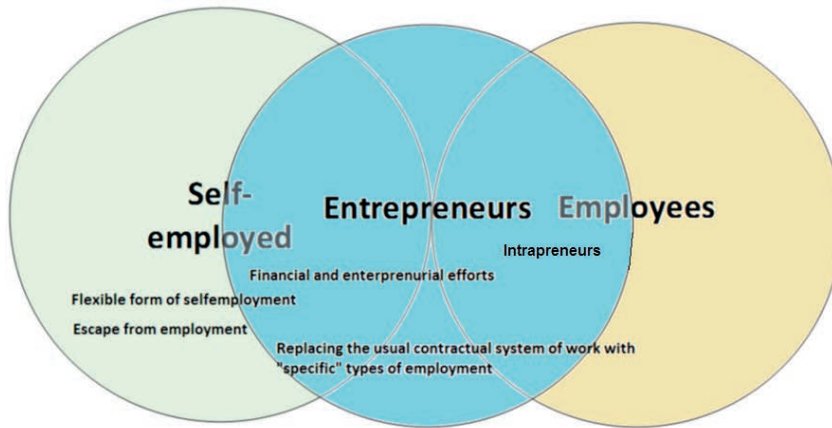 Self-
employed
Entrepreneurs
Employees
Intrapreneurs
Financial and enterprenurial efforts
Flexible form of selfemployment
Escape from employment
Replacing the usual contractual system of work with
"specific" types of employment